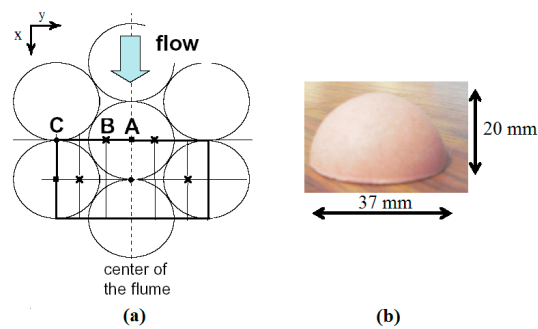 y
x
flow
C B A
20 mm
37 mm
center of
the flume
(a) (b)